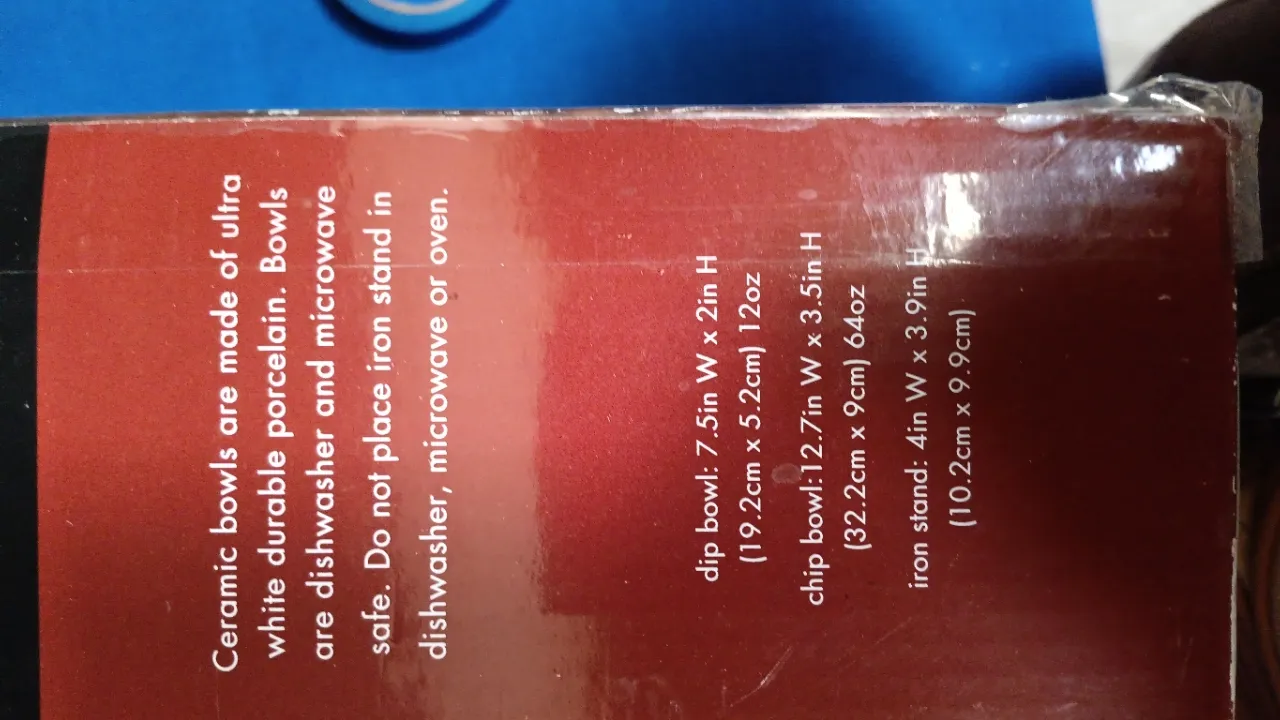 Ceramic bowls are made of ultra
white durable porcelain. Bowls
are dishwasher and microwave
safe. Do not place iron stand in
dishwasher, microwave or oven.
dip bowl: 7.5in W x 2in H
(19.2cm x 5.2cm) 12oz
chip bowl:12.7in W x 3.5in H
(32.2cm x 9cm) 64oz
iron stand: 4in W x 3.9in H
(10.2cm x 9.9cm)